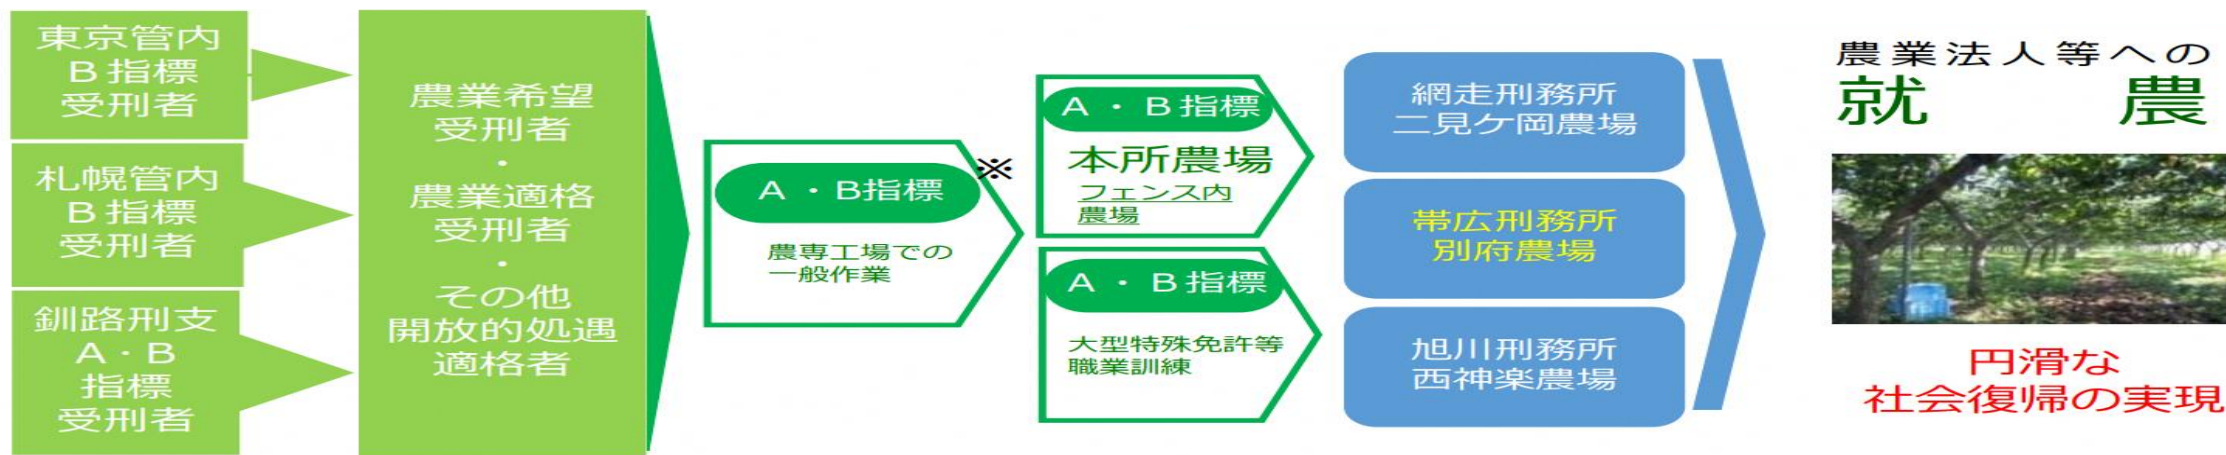 東京管内
B指標
受刑者
札幌管内
B指標
受刑者
釧路刑支
A・B
指標
受刑者
農業希望
受刑者
・
農業適格
受刑者
・
その他
開放的処遇
適格者
A・B指標
※
農専工場での
一般作業
A・B指標
本所農場
フェンス内
農場
A・B指標
大型特殊免許等
職業訓練
網走刑務所
二見ケ岡農場
帯広刑務所
別府農場
旭川刑務所
西神楽農場
農業法人等への
就 農
円滑な
社会復帰の実現